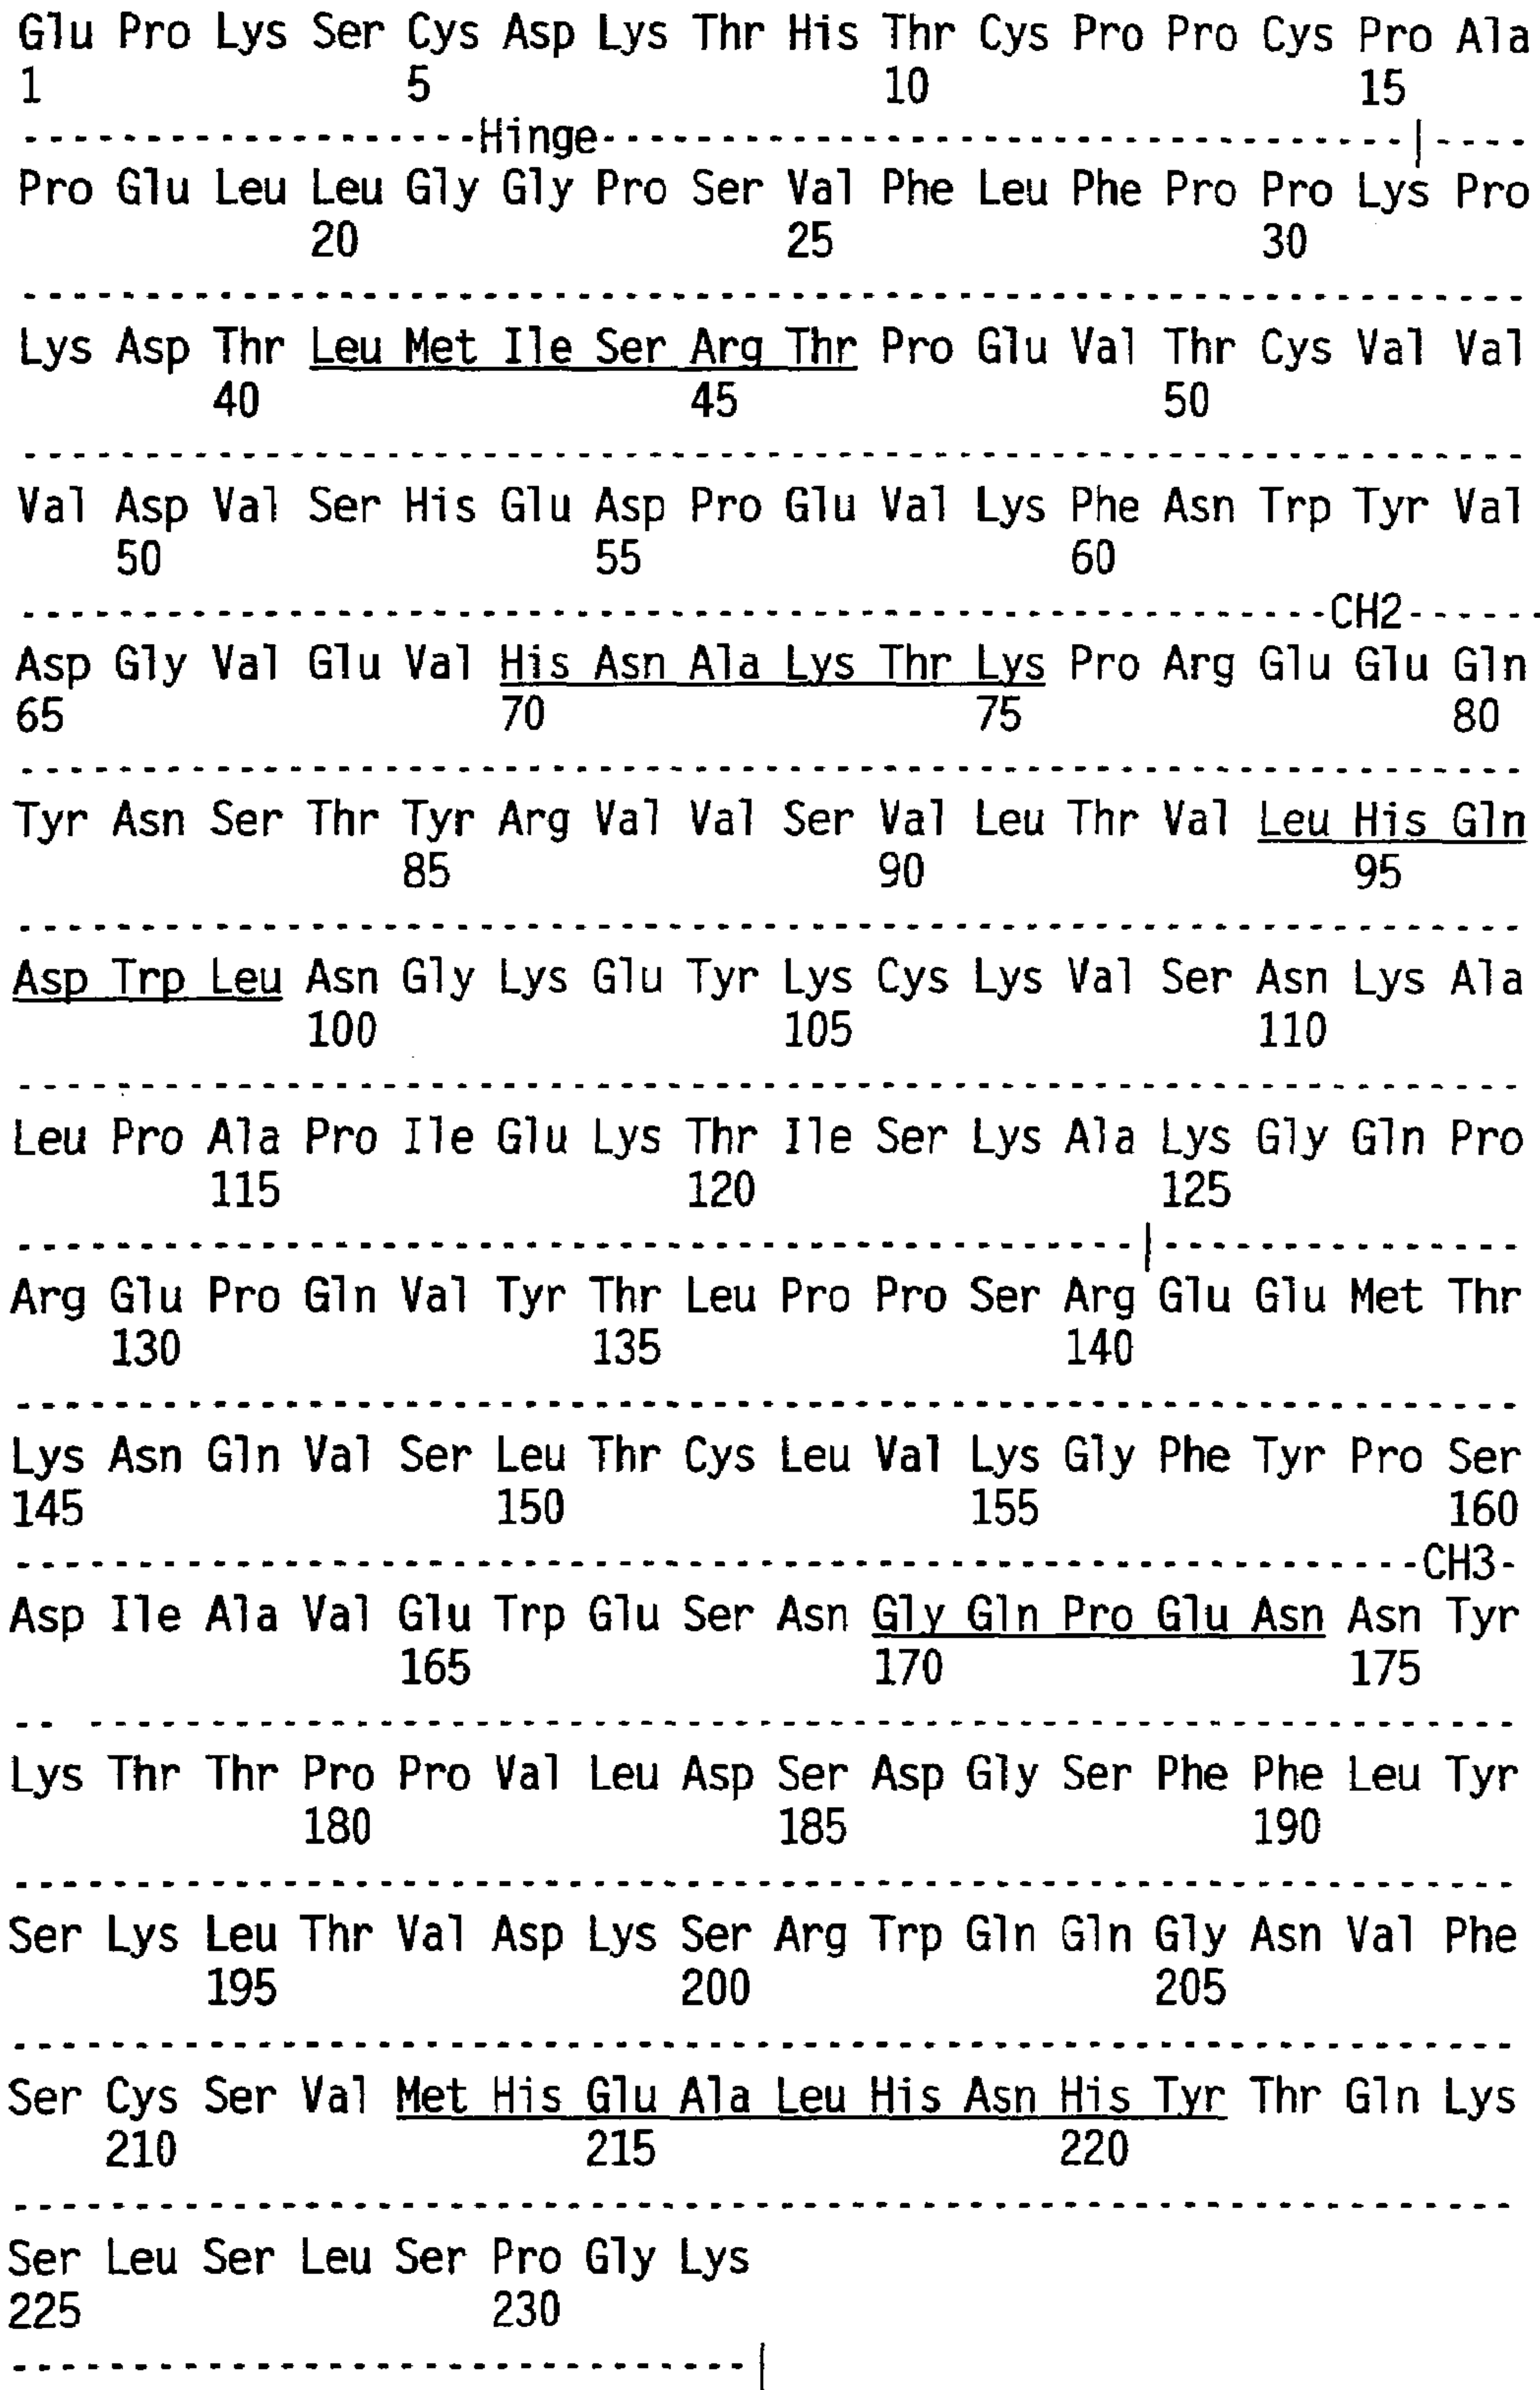 Glu Pro Lys Ser Cys Asp Lys Thr His Thr Cys Pro Pro Cys Pro Ala
1 5 10 15
-------------------Hinge----------------------------------|----
Pro Glu Leu Leu Gly Gly Pro Ser Val Phe Leu Phe Pro Pro Lys Pro
20 25 30
---------------------------------------------------------------
Lys Asp Thr Leu Met Ile Ser Arg Thr Pro Glu Val Thr Cys Val Val
40 45 50
---------------------------------------------------------------
Val Asp Val Ser His Glu Asp Pro Glu Val Lys Phe Asn Trp Tyr Val
50 55 60
-------------------------------------------------------CH2------
Asp Gly Val Glu Val His Asn Ala Lys Thr Lys Pro Arg Glu Glu Gln
65 70 75 80
---------------------------------------------------------------
Tyr Asn Ser Thr Tyr Arg Val Val Ser Val Leu Thr Val Leu His Gln
85 90 95
---------------------------------------------------------------
Asp Trp Leu Asn Gly Lys Glu Tyr Lys Cys Lys Val Ser Asn Lys Ala
100 105 110
---------------------------------------------------------------
Leu Pro Ala Pro Ile Glu Lys Thr Ile Ser Lys Ala Lys Gly Gln Pro
115 120 125
-----------------------------------------------|---------------
Arg Glu Pro Gln Val Tyr Thr Leu Pro Pro Ser Arg Glu Glu Met Thr
130 135 140
---------------------------------------------------------------
Lys Asn Gln Val Ser Leu Thr Cys Leu Val Lys Gly Phe Tyr Pro Ser
145 150 155 160
-----------------------------------------------------------CH3-
Asp Ile Ala Val Glu Trp Glu Ser Asn Gly Gln Pro Glu Asn Asn Tyr
165 170 175
-- ------------------------------------------------------------
Lys Thr Thr Pro Pro Val Leu Asp Ser Asp Gly Ser Phe Phe Leu Tyr
180 185 190
---------------------------------------------------------------
Ser Lys Leu Thr Val Asp Lys Ser Arg Trp Gln Gln Gly Asn Val Phe
195 200 205
---------------------------------------------------------------
Ser Cys Ser Val Met His Glu Ala Leu His Asn His Tyr Thr Gln Lys
210 215 220
---------------------------------------------------------------
Ser Leu Ser Leu Ser Pro Gly Lys
225 230
-------------------------------|